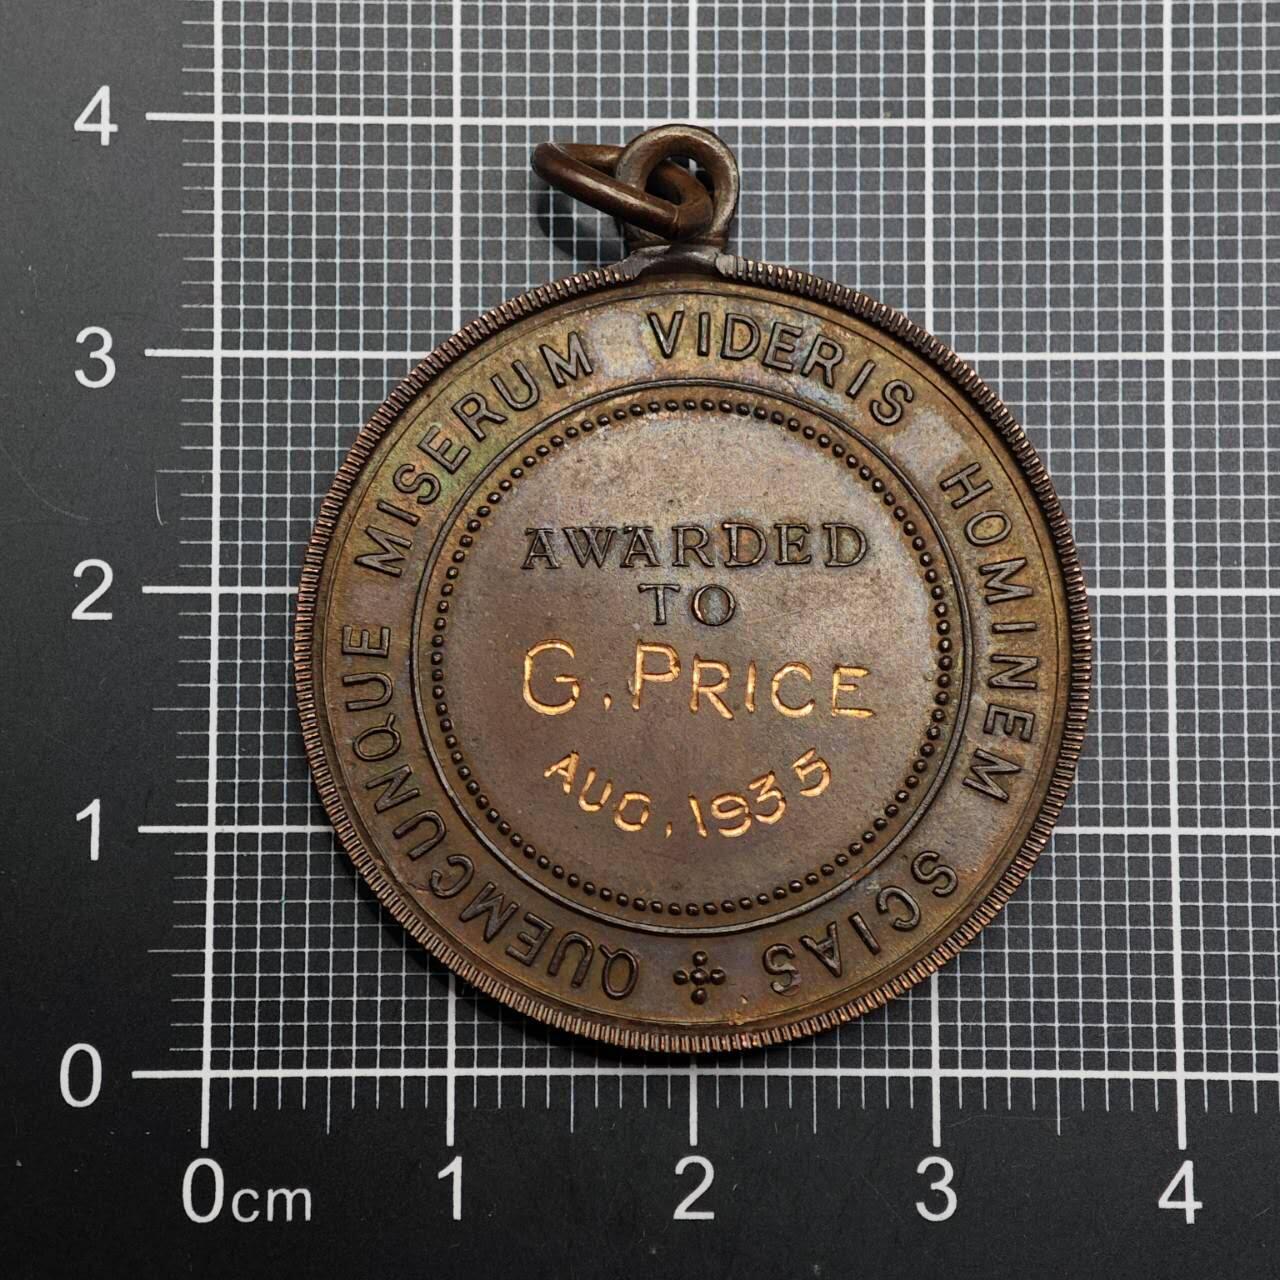 QUEMCUNQUE MISERUM VIDERIS HOMINEM SCIAS
AWARDED
TO
G. PRICE
AUG. 1935
4
3
2
1
0
0cm 1 2 3 4